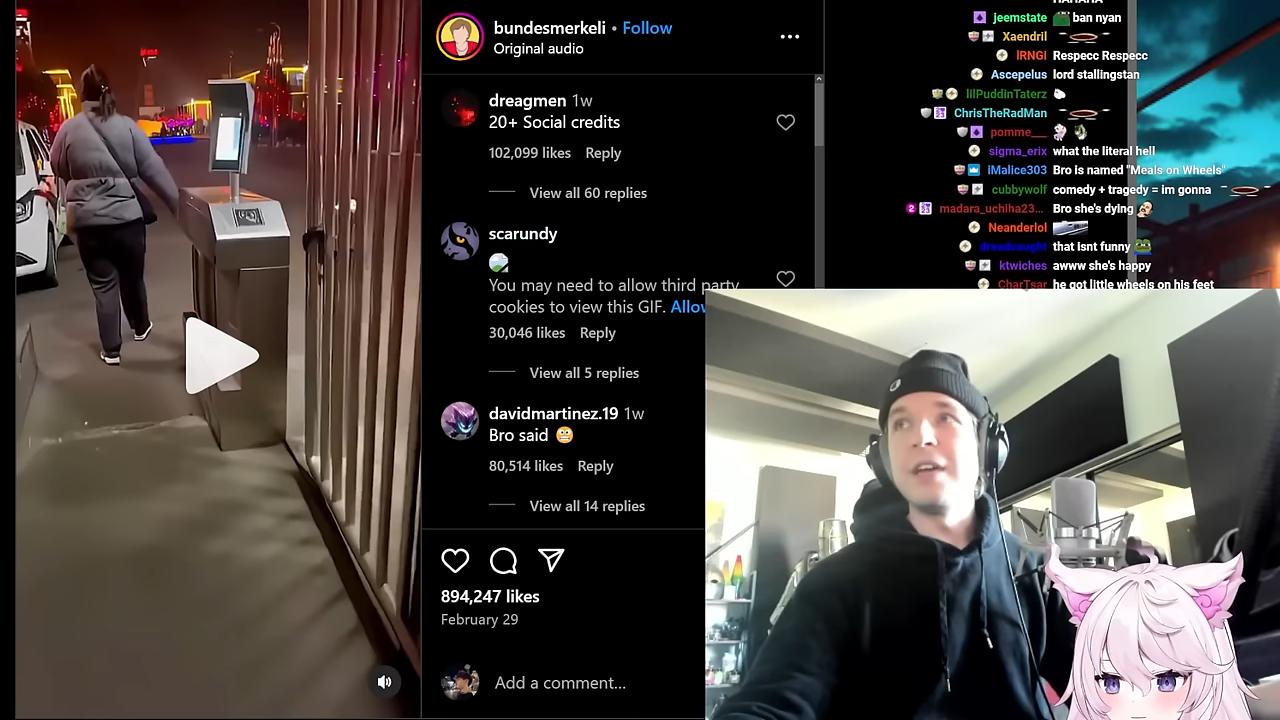 bundesmerkeli • Follow
Original audio
dreagmen 1w
20+ Social credits
102,099 likes Reply
View all 60 replies
scarundy
You may need to allow third party
cookies to view this GIF. Allow
30,046 likes Reply
View all 5 replies
davidmartinez.19 1w
Bro said 😬
80,514 likes Reply
View all 14 replies
894,247 likes
February 29
Add a comment...
jeemstate ban nyan
Xaendril
IRNGI Respecc Respecc
Ascepelus lord stallingstan
lilPuddinTaterz
ChrisTheRadMan
pomme___
sigma_erix what the literal hell
iMalice303 Bro is named "Meals on Wheels"
cubbywolf comedy + tragedy = im gonna
madara_uchiha23... Bro she's dying
Neanderlol
dreadcaught that Isnt funny
ktwiches awww she's happy
CharTsar he got little wheels on his feet